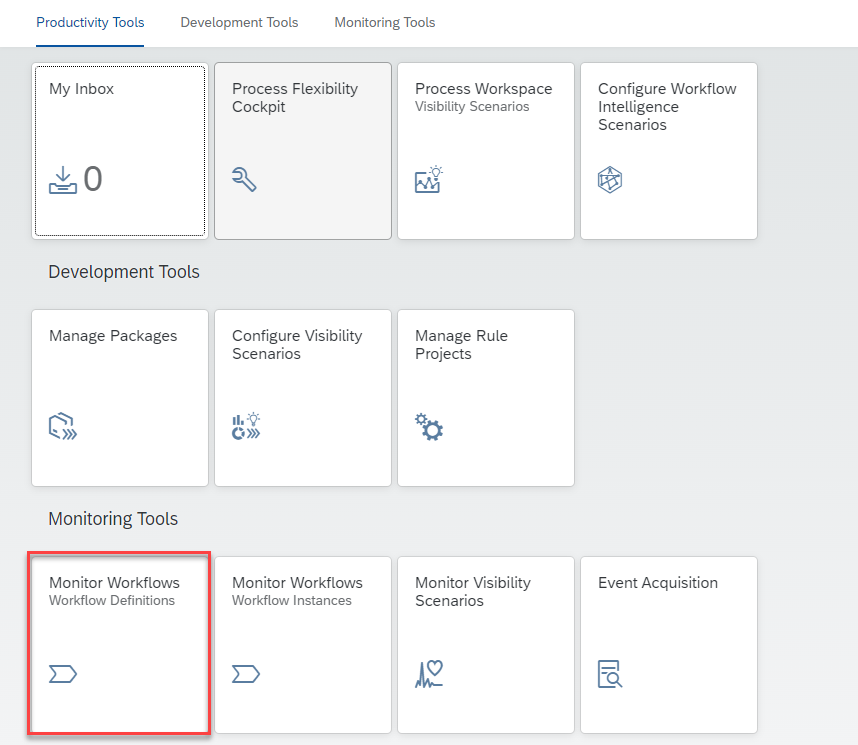 Productivity Tools
Development Tools
Monitoring Tools
My Inbox
0
Process Flexibility
Cockpit
Process Workspace
Visibility Scenarios
Configure Workflow
Intelligence
Scenarios
Development Tools
Manage Packages
Configure Visibility
Scenarios
Manage Rule
Projects
Monitoring Tools
Monitor Workflows
Workflow Definitions
Monitor Workflows
Workflow Instances
Monitor Visibility
Scenarios
Event Acquisition